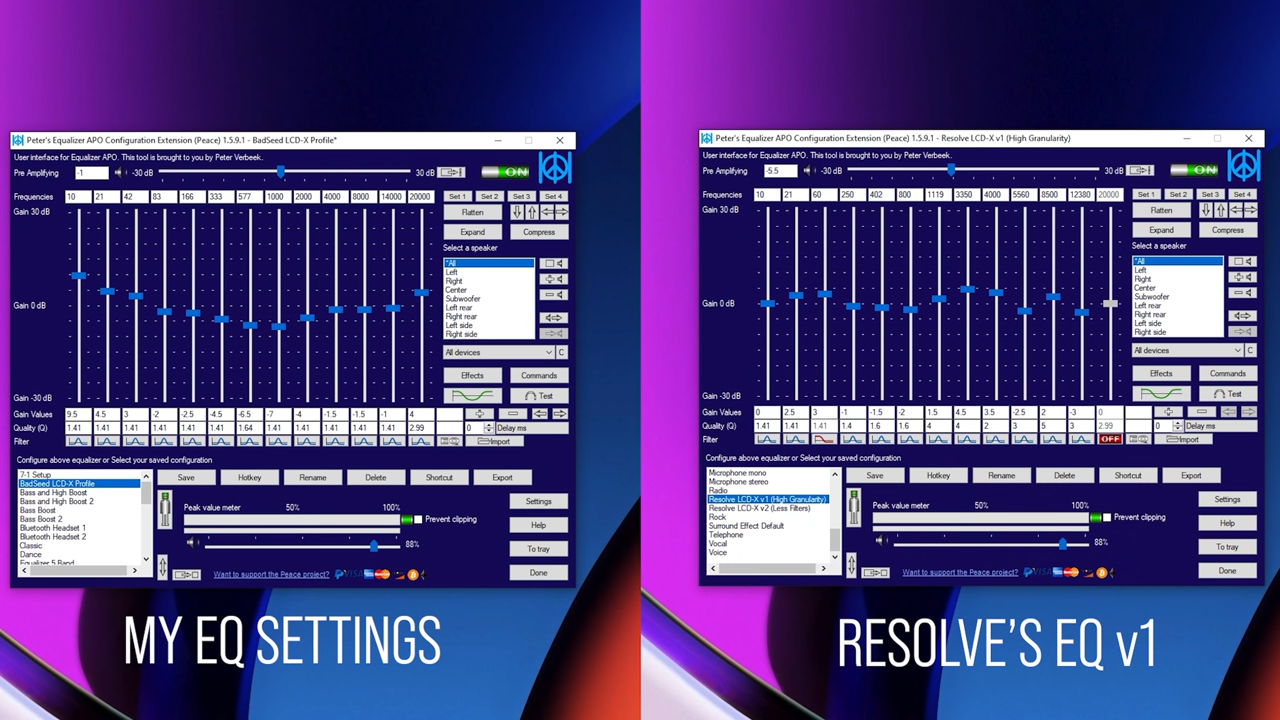 Peter's Equalizer APO Configuration Extension (Peace) 1.5.9.1 - BadSeed LCD-X Profile*
User interface for Equalizer APO. This tool is brought to you by Peter Verbeek.
Pre Amplifying -1 -30 dB 30 dB ON
Frequencies 10 21 42 83 166 333 577 1000 2000 4000 8000 14000 20000 Set 1 Set 2 Set 3 Set 4
Gain 30 dB Flatten
Expand Compress
Select a speaker
*All
Left
Right
Center
Subwoofer
Gain 0 dB Left rear
Right rear
Left side
Right side
All devices C
Effects Commands
Gain -30 dB Test
Gain Values 9.5 4.5 3 -2 -2.5 -4.5 -6.5 -7 -4 -1.5 -1.5 -1 4
Quality (Q) 1.41 1.41 1.41 1.41 1.41 1.41 1.64 1.41 1.41 1.41 1.41 1.41 2.99 0 Delay ms
Filter Import
Configure above equalizer or Select your saved configuration
7-1 Setup
BadSeed LCD-X Profile
Bass and High Boost
Bass and High Boost 2
Bass Boost
Bass Boost 2
Bluetooth Headset 1
Bluetooth Headset 2
Classic
Dance
Equalizer 5 Band
Save Hotkey Rename Delete Shortcut Export
Peak value meter 50% 100% Settings
Prevent clipping Help
88% To tray
Want to support the Peace project? VISA Done
MY EQ SETTINGS
Peter's Equalizer APO Configuration Extension (Peace) 1.5.9.1 - Resolve LCD-X v1 (High Granularity)
User interface for Equalizer APO. This tool is brought to you by Peter Verbeek.
Pre Amplifying -5.5 -30 dB 30 dB ON
Frequencies 10 21 60 250 402 800 1119 3350 4000 5560 8500 12380 20000 Set 1 Set 2 Set 3 Set 4
Gain 30 dB Flatten
Expand Compress
Select a speaker
*All
Left
Right
Center
Subwoofer
Gain 0 dB Left rear
Right rear
Left side
Right side
All devices C
Effects Commands
Gain -30 dB Test
Gain Values 0 2.5 3 -1 -1.5 -2 1.5 4.5 3.5 -2.5 2 -3 0
Quality (Q) 1.41 1.41 1.41 1.4 1.6 1.6 4 4 2 3 5 3 2.99 0 Delay ms
Filter OFF Import
Configure above equalizer or Select your saved configuration
Microphone mono
Microphone stereo
Radio
Resolve LCD-X v1 (High Granularity)
Resolve LCD-X v2 (Less Filters)
Rock
Surround Effect Default
Telephone
Vocal
Voice
Save Hotkey Rename Delete Shortcut Export
Peak value meter 50% 100% Settings
Prevent clipping Help
88% To tray
Want to support the Peace project? VISA Done
RESOLVE'S EQ v1